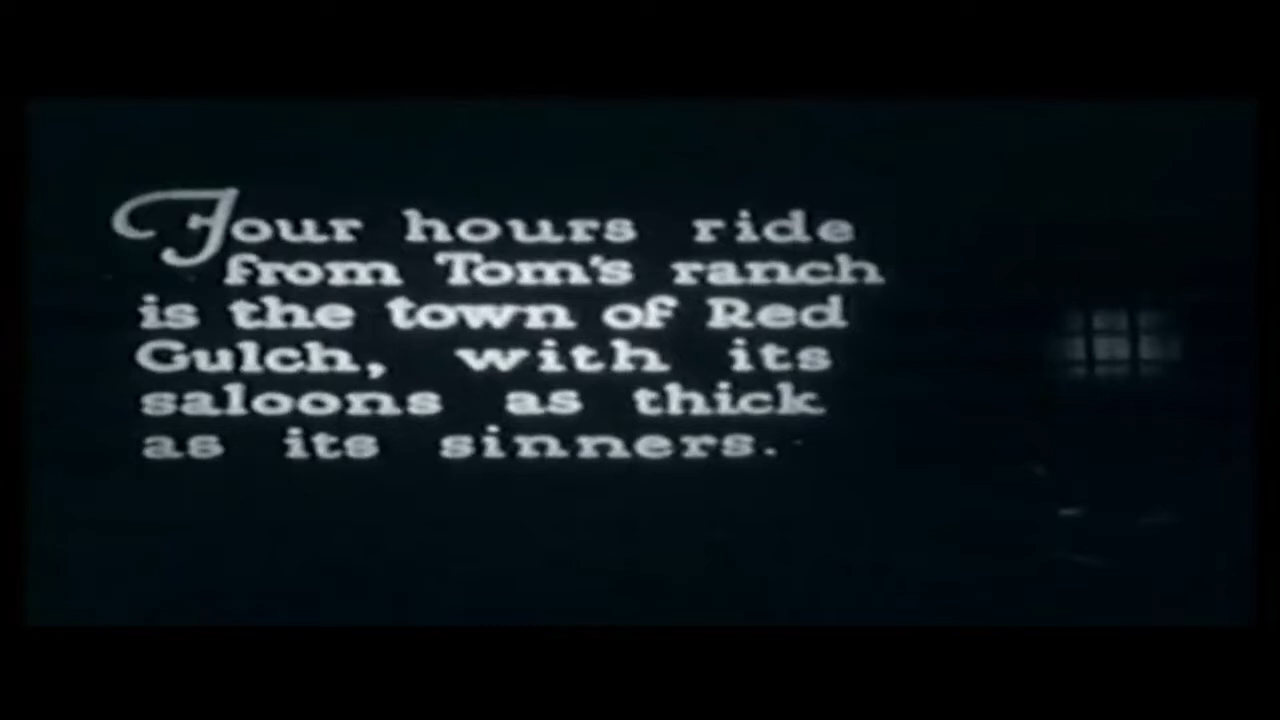 Four hours ride
from Tom's ranch
is the town of Red
Gulch, with its
saloons as thick
as its sinners.